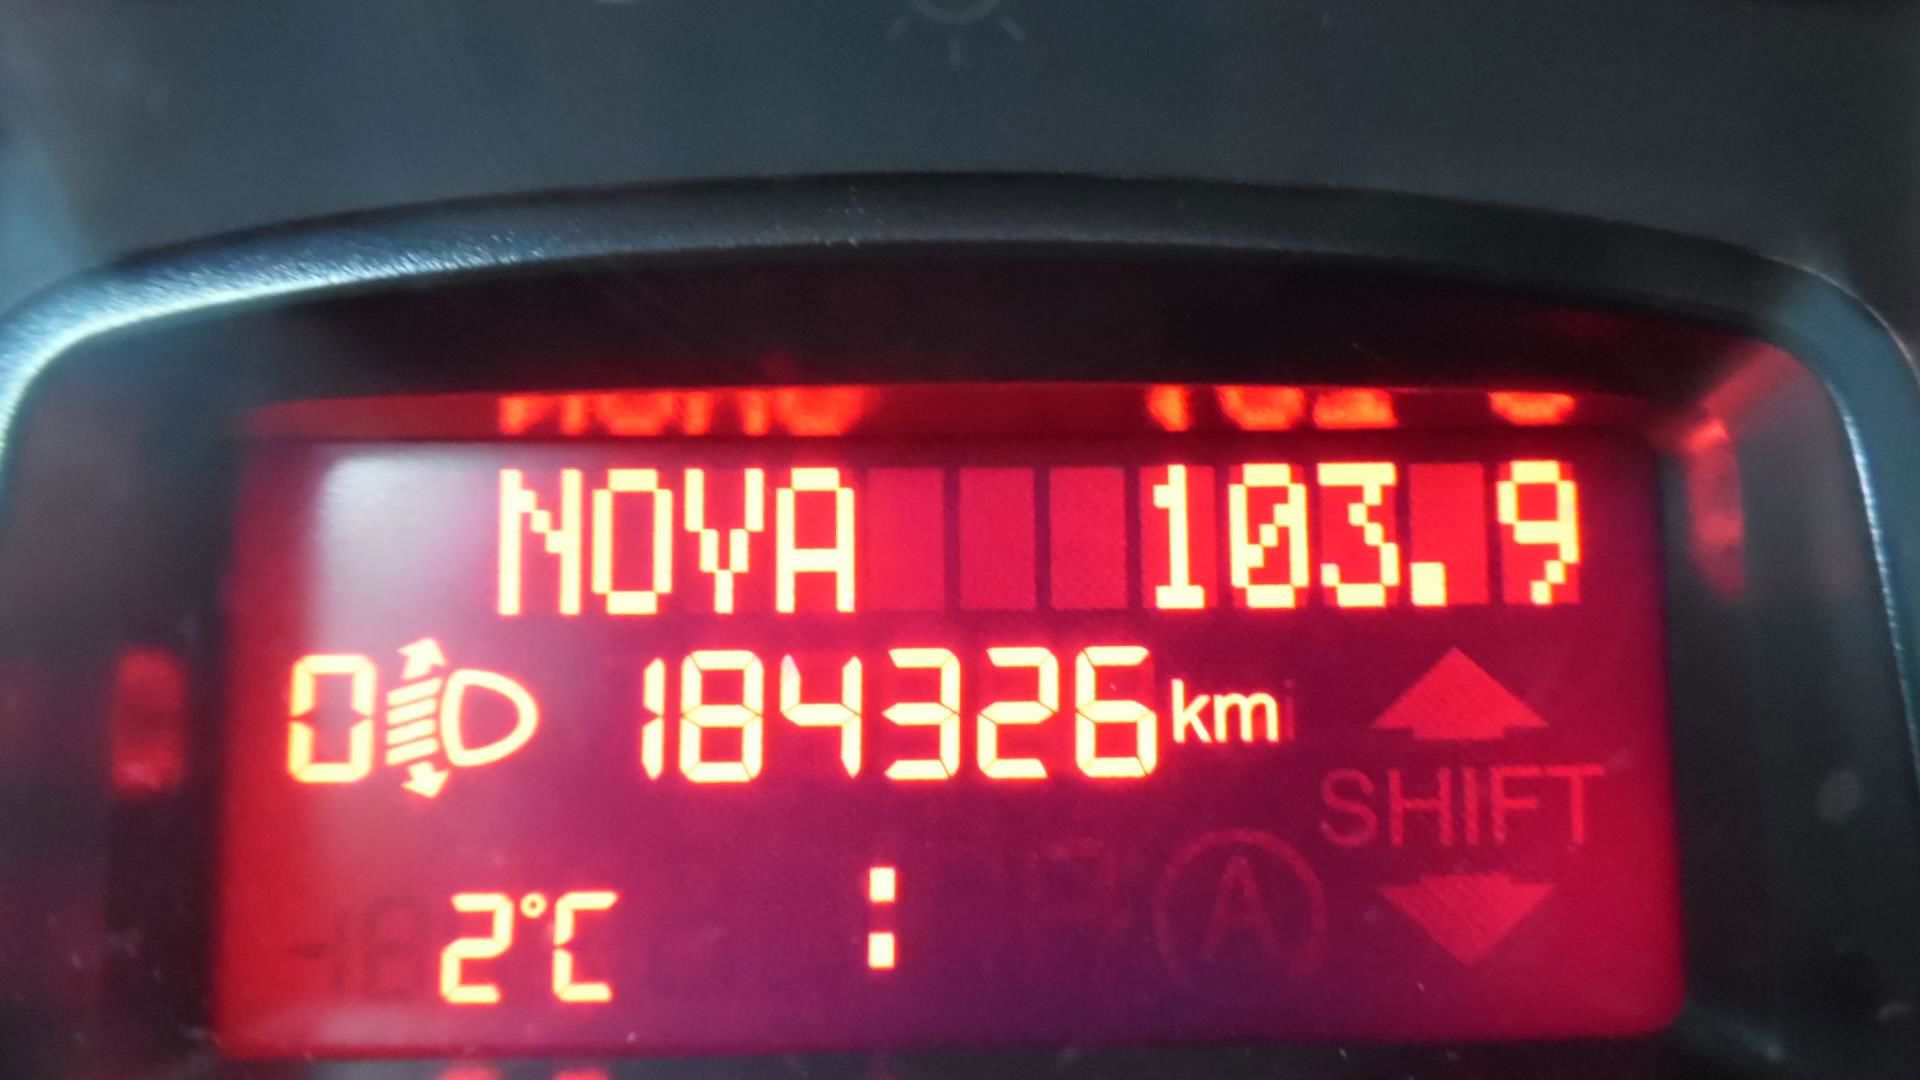 NOVA 103.9
0 184326 km
SHIFT
2°C :
A